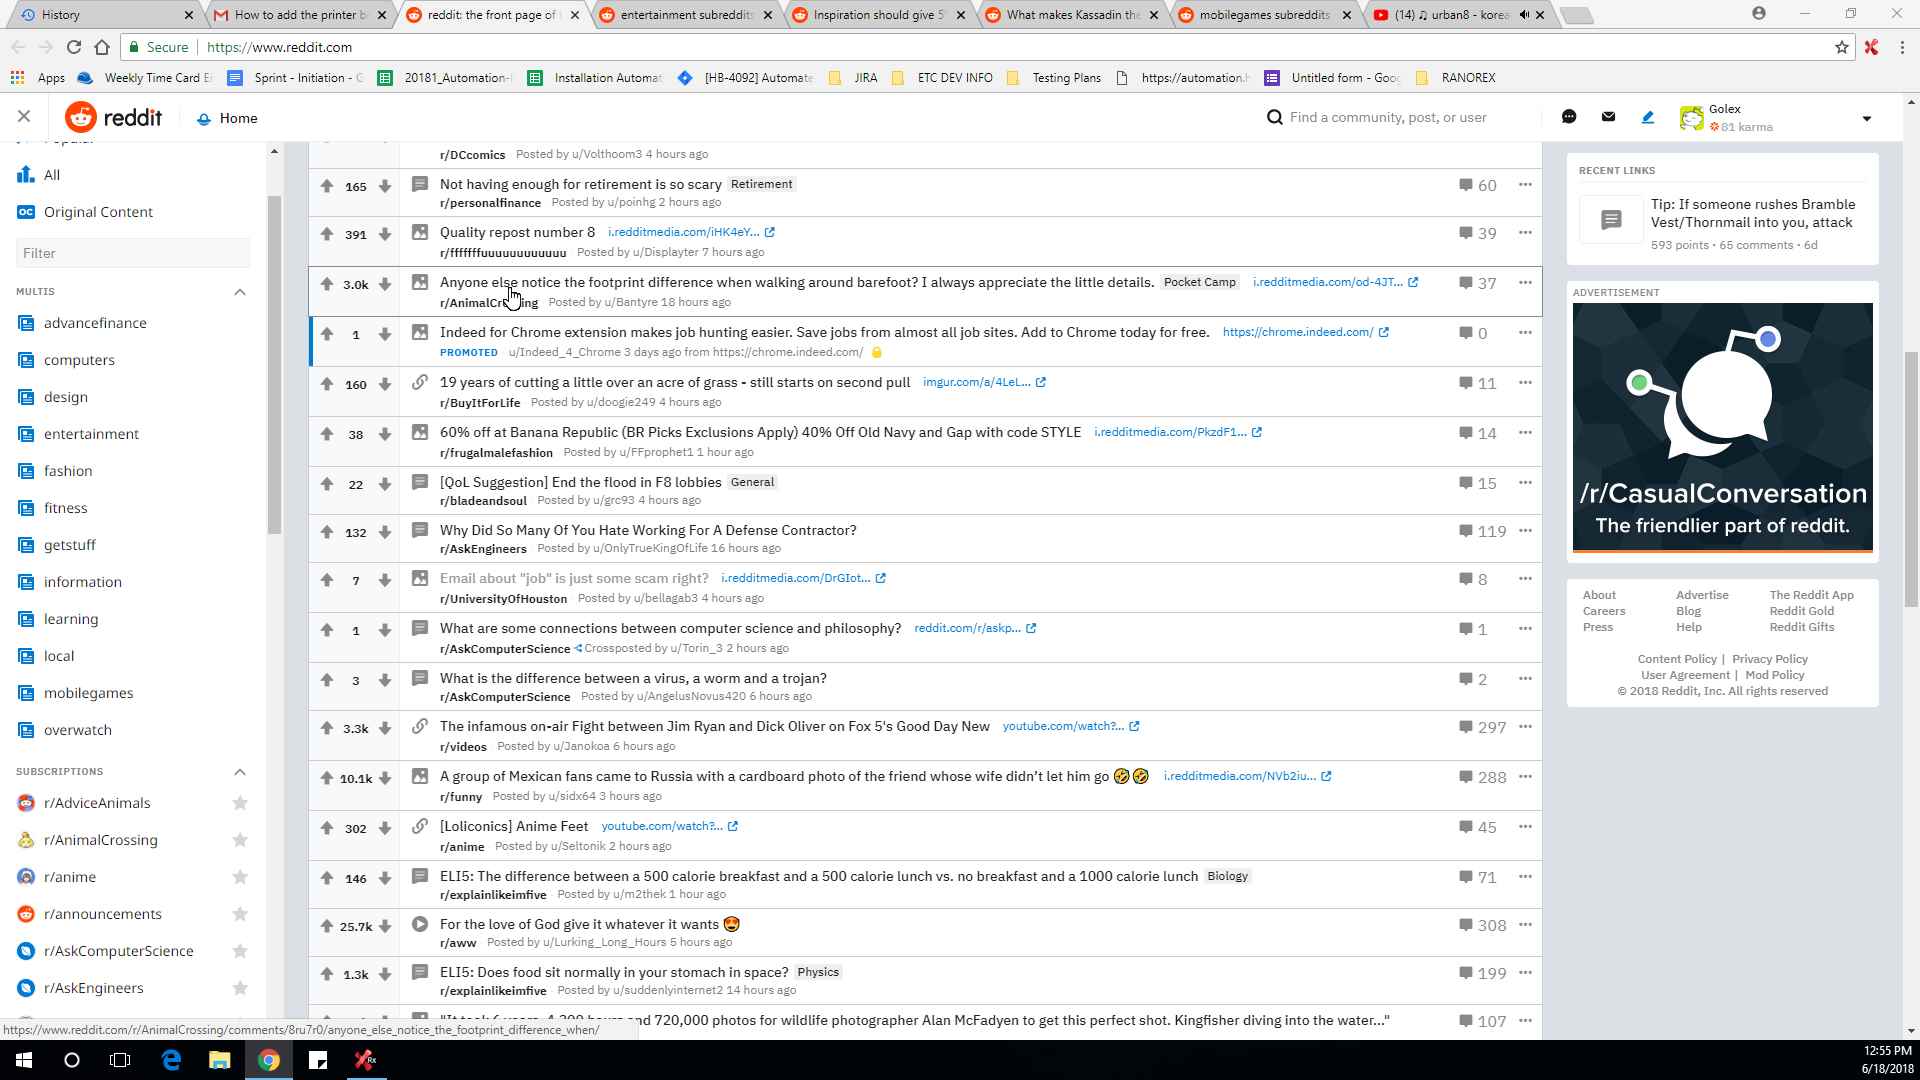 History
How to add the printer b
reddit: the front page of
entertainment subreddits
Inspiration should give 5
What makes Kassadin the
mobilegames subreddits
(14) ♫ urban8 - korea
Secure
https://www.reddit.com
Apps
Weekly Time Card E
Sprint - Initiation - G
20181_Automation-
Installation Automat
[HB-4092] Automate
JIRA
ETC DEV INFO
Testing Plans
https://automation.h
Untitled form - Goog
RANOREX
reddit
Home
Find a community, post, or user
Golex
81 karma
All
OC Original Content
Filter
MULTIS
advancefinance
computers
design
entertainment
fashion
fitness
getstuff
information
learning
local
mobilegames
overwatch
SUBSCRIPTIONS
r/AdviceAnimals
r/AnimalCrossing
r/anime
r/announcements
r/AskComputerScience
r/AskEngineers
r/DCcomics Posted by u/Volthoom3 4 hours ago
165 Not having enough for retirement is so scary Retirement 60
r/personalfinance Posted by u/poinhg 2 hours ago
391 Quality repost number 8 i.redditmedia.com/iHK4eY... 39
r/fffffffuuuuuuuuuuuu Posted by u/Displayter 7 hours ago
3.0k Anyone else notice the footprint difference when walking around barefoot? I always appreciate the little details. Pocket Camp i.redditmedia.com/od-4JT... 37
Posted by u/Bantyre 18 hours ago
1 Indeed for Chrome extension makes job hunting easier. Save jobs from almost all job sites. Add to Chrome today for free. https://chrome.indeed.com/ 0
PROMOTED u/Indeed_4_Chrome 3 days ago from https://chrome.indeed.com/
160 19 years of cutting a little over an acre of grass - still starts on second pull imgur.com/a/4LeL... 11
r/BuyItForLife Posted by u/doogie249 4 hours ago
38 60% off at Banana Republic (BR Picks Exclusions Apply) 40% Off Old Navy and Gap with code STYLE i.redditmedia.com/PkzdF1... 14
r/frugalmalefashion Posted by u/FFprophet1 1 hour ago
22 [QoL Suggestion] End the flood in F8 lobbies General 15
r/bladeandsoul Posted by u/grc93 4 hours ago
132 Why Did So Many Of You Hate Working For A Defense Contractor? 119
r/AskEngineers Posted by u/OnlyTrueKingOfLife 16 hours ago
7 Email about "job" is just some scam right? i.redditmedia.com/DrGIot... 8
r/UniversityOfHouston Posted by u/bellagab3 4 hours ago
1 What are some connections between computer science and philosophy? reddit.com/r/askp... 1
r/AskComputerScience Crossposted by u/Torin_3 2 hours ago
3 What is the difference between a virus, a worm and a trojan? 2
r/AskComputerScience Posted by u/AngelusNovus420 6 hours ago
3.3k The infamous on-air Fight between Jim Ryan and Dick Oliver on Fox 5's Good Day New youtube.com/watch?... 297
r/videos Posted by u/Janokoa 6 hours ago
10.1k A group of Mexican fans came to Russia with a cardboard photo of the friend whose wife didn't let him go 🤣🤣 i.redditmedia.com/NVb2iu... 288
r/funny Posted by u/sidx64 3 hours ago
302 [Loliconics] Anime Feet youtube.com/watch?... 45
r/anime Posted by u/Seltonik 2 hours ago
146 ELI5: The difference between a 500 calorie breakfast and a 500 calorie lunch vs. no breakfast and a 1000 calorie lunch Biology 71
r/explainlikeimfive Posted by u/m2thek 1 hour ago
25.7k For the love of God give it whatever it wants 😍 308
r/aww Posted by u/Lurking_Long_Hours 5 hours ago
1.3k ELI5: Does food sit normally in your stomach in space? Physics 199
r/explainlikeimfive Posted by u/suddenlyinternet2 14 hours ago
and 720,000 photos for wildlife photographer Alan McFadyen to get this perfect shot. Kingfisher diving into the water..." 107
RECENT LINKS
Tip: If someone rushes Bramble
Vest/Thornmail into you, attack
593 points • 65 comments • 6d
ADVERTISEMENT
/r/CasualConversation
The friendlier part of reddit.
About Advertise The Reddit App
Careers Blog Reddit Gold
Press Help Reddit Gifts
Content Policy | Privacy Policy
User Agreement | Mod Policy
© 2018 Reddit, Inc. All rights reserved
https://www.reddit.com/r/AnimalCrossing/comments/8ru7r0/anyone_else_notice_the_footprint_difference_when/
12:55 PM
6/18/2018